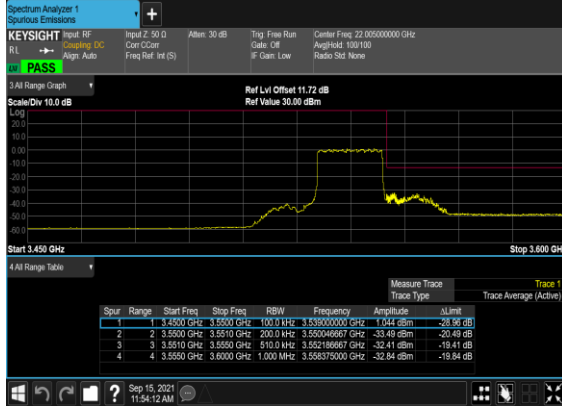 Spectrum Analyzer 1
Spurious Emissions
+
KEYSIGHT Input: RF Input Z: 50 Ω Atten: 30 dB Trig: Free Run Center Freq: 22.005000000 GHz
RL Coupling: DC Corr CCorr Gate: Off Avg|Hold: 100/100
Align: Auto Freq Ref: Int (S) IF Gain: Low Radio Std: None
PASS
3 All Range Graph
Ref Lvl Offset 11.72 dB
Scale/Div 10.0 dB Ref Value 30.00 dBm
Log
20.0
10.0
0.00
-10.0
-20.0
-30.0
-40.0
-50.0
-60.0
Start 3.450 GHz Stop 3.600 GHz
4 All Range Table
Measure Trace Trace 1
Trace Type Trace Average (Active)
Spur Range Start Freq Stop Freq RBW Frequency Amplitude ΔLimit
1 1 3.4500 GHz 3.5500 GHz 100.0 kHz 3.539000000 GHz 1.044 dBm -28.96 dB
2 2 3.5500 GHz 3.5510 GHz 200.0 kHz 3.550046667 GHz -33.49 dBm -20.49 dB
3 3 3.5510 GHz 3.5550 GHz 510.0 kHz 3.552186667 GHz -32.41 dBm -19.41 dB
4 4 3.5550 GHz 3.6000 GHz 1.000 MHz 3.558375000 GHz -32.84 dBm -19.84 dB
?
Sep 15, 2021
11:54:12 AM